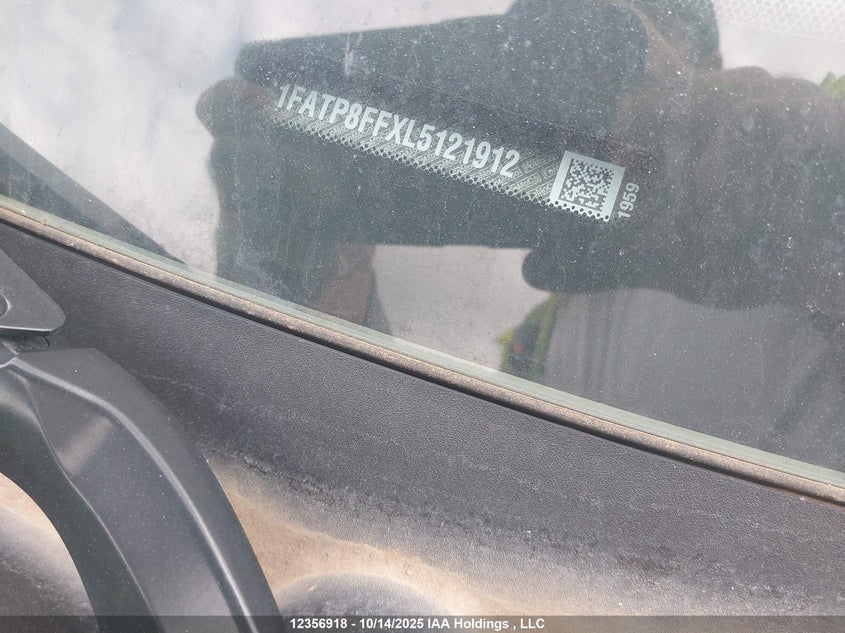 1FATP8FFXL5121912
1959
12356918 - 10/14/2025 IAA Holdings , LLC